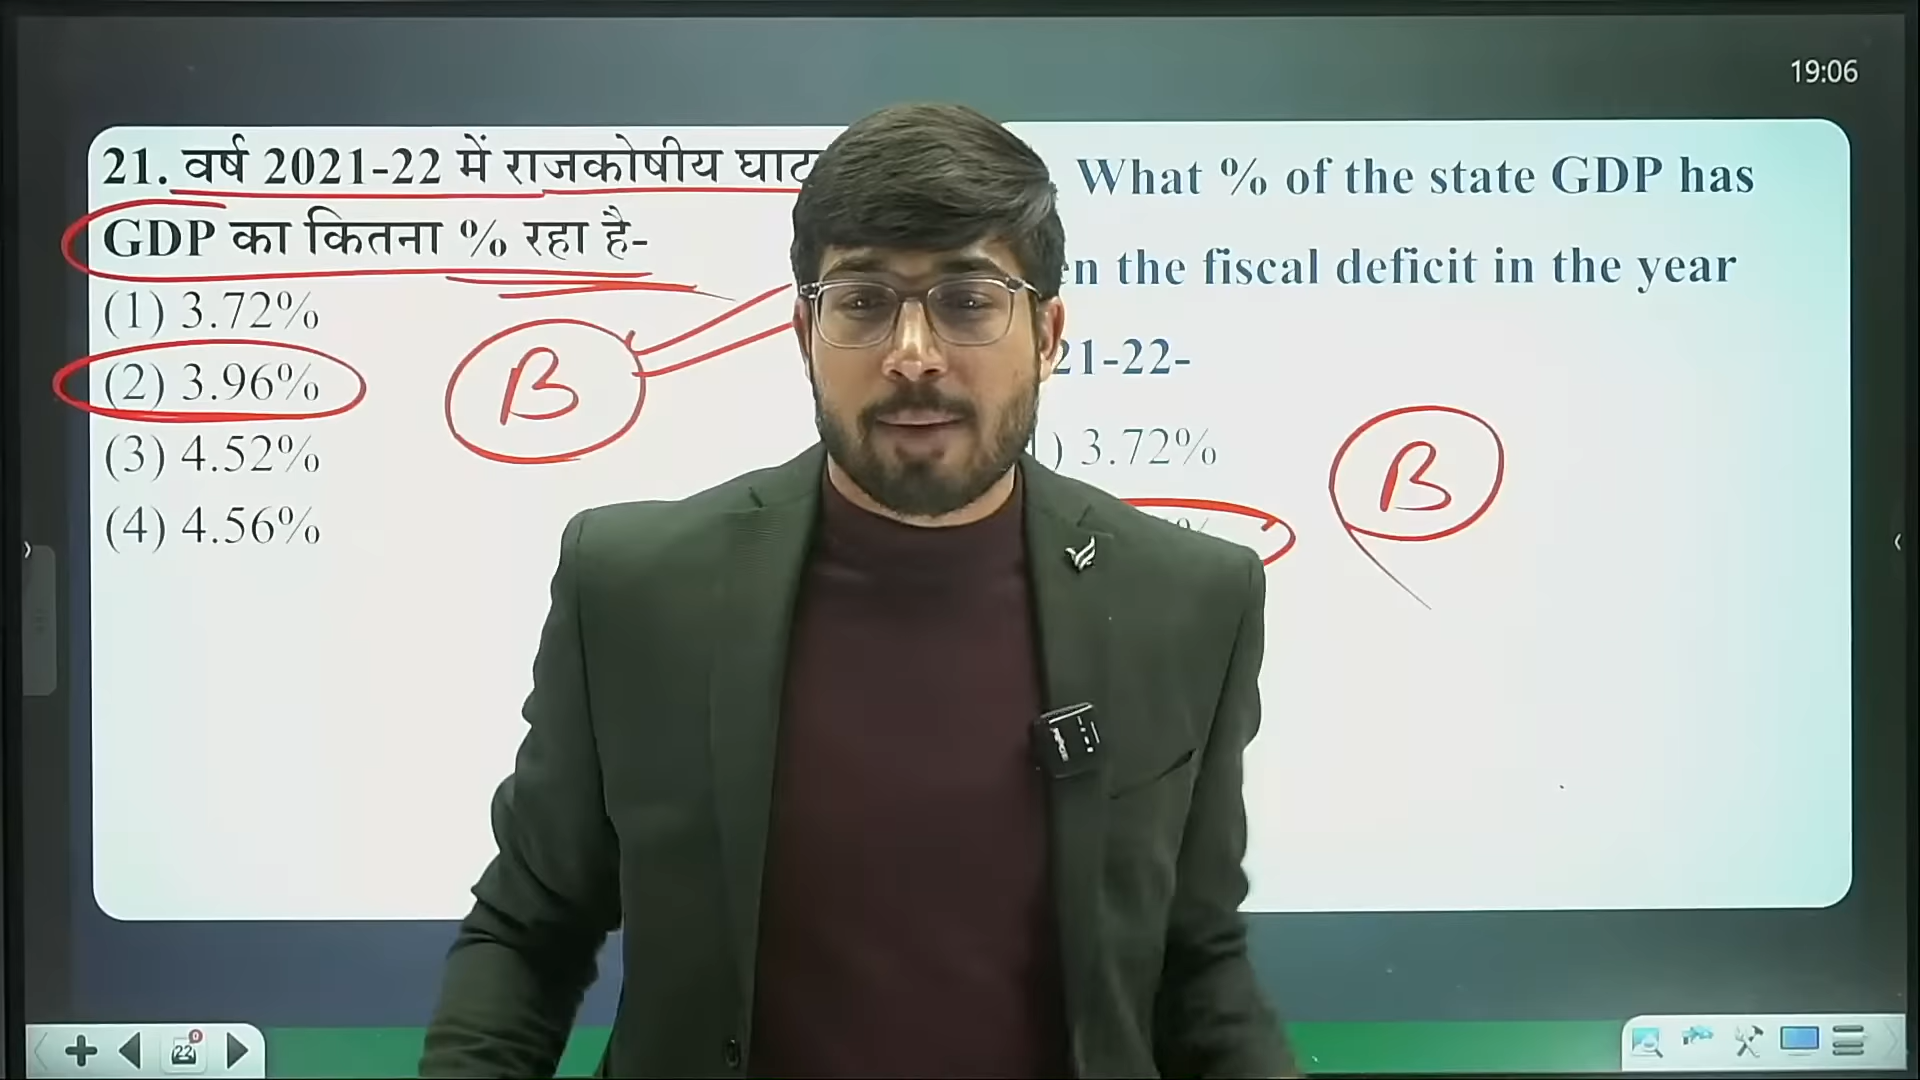 19:06
21. वर्ष 2021-22 में राजकोषीय
GDP का कितना % रहा है-
(1) 3.72%
(2) 3.96%
(3) 4.52%
(4) 4.56%
B
What % of the state GDP has
the fiscal deficit in the year
21-22-
) 3.72%
%
B
22
0